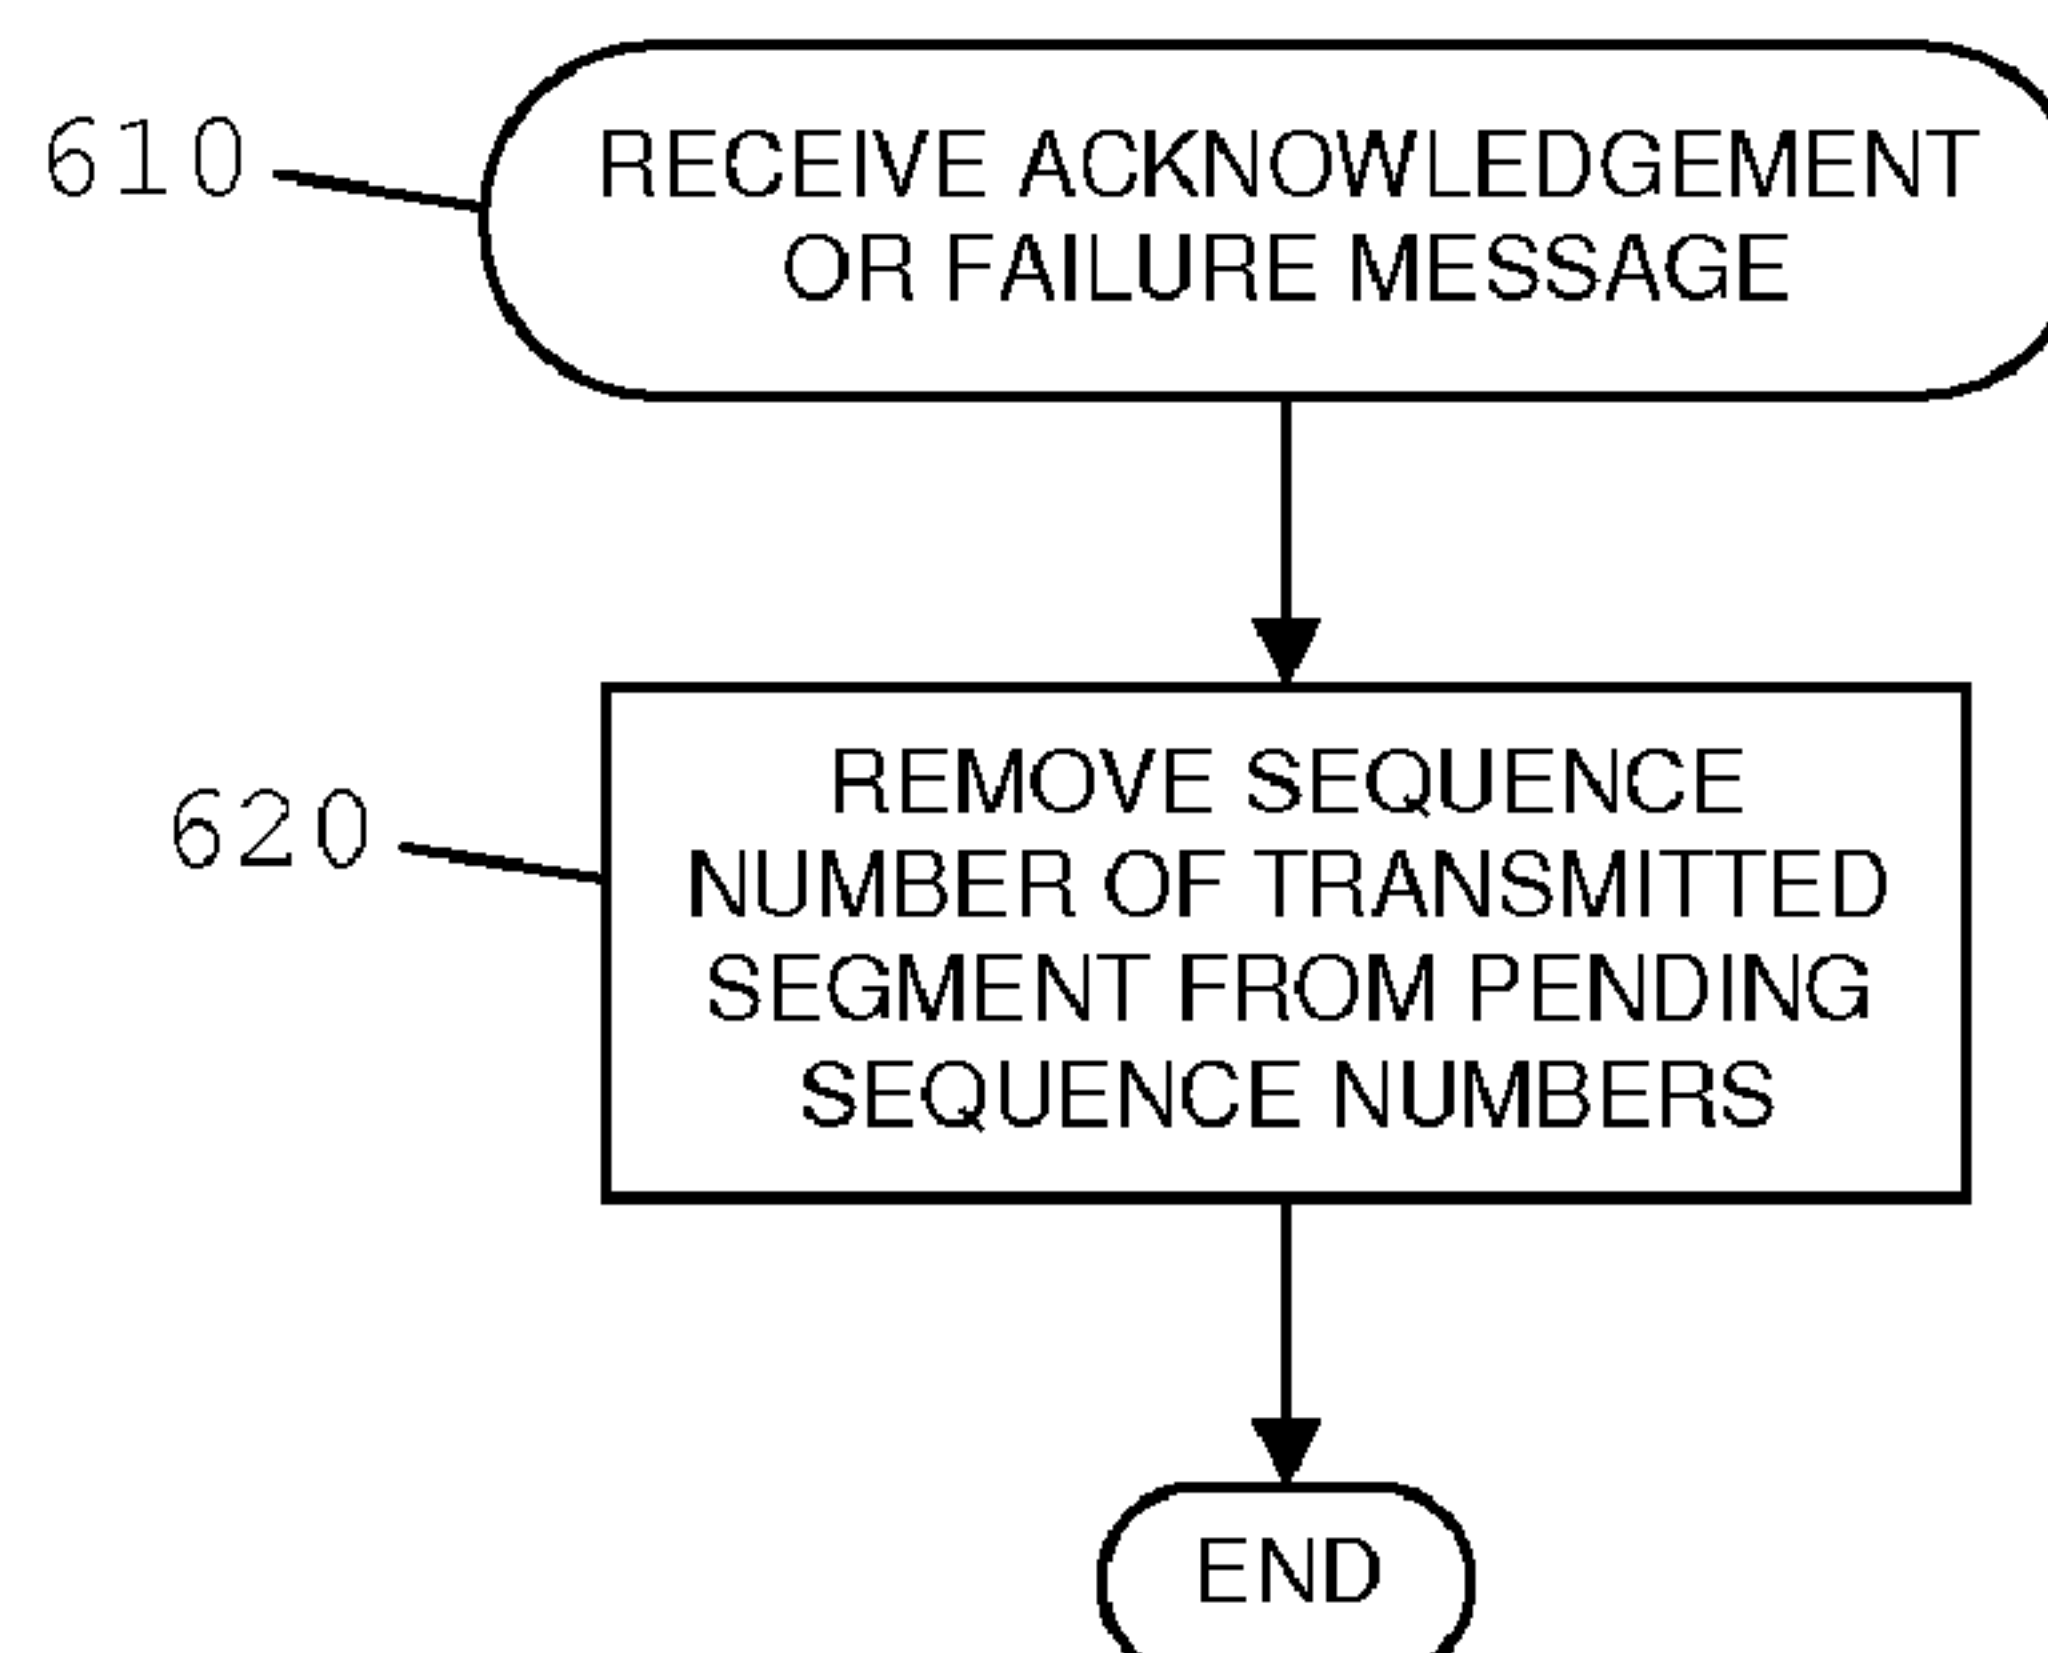 610
RECEIVE ACKNOWLEDGEMENT
OR FAILURE MESSAGE
620
REMOVE SEQUENCE
NUMBER OF TRANSMITTED
SEGMENT FROM PENDING
SEQUENCE NUMBERS
END